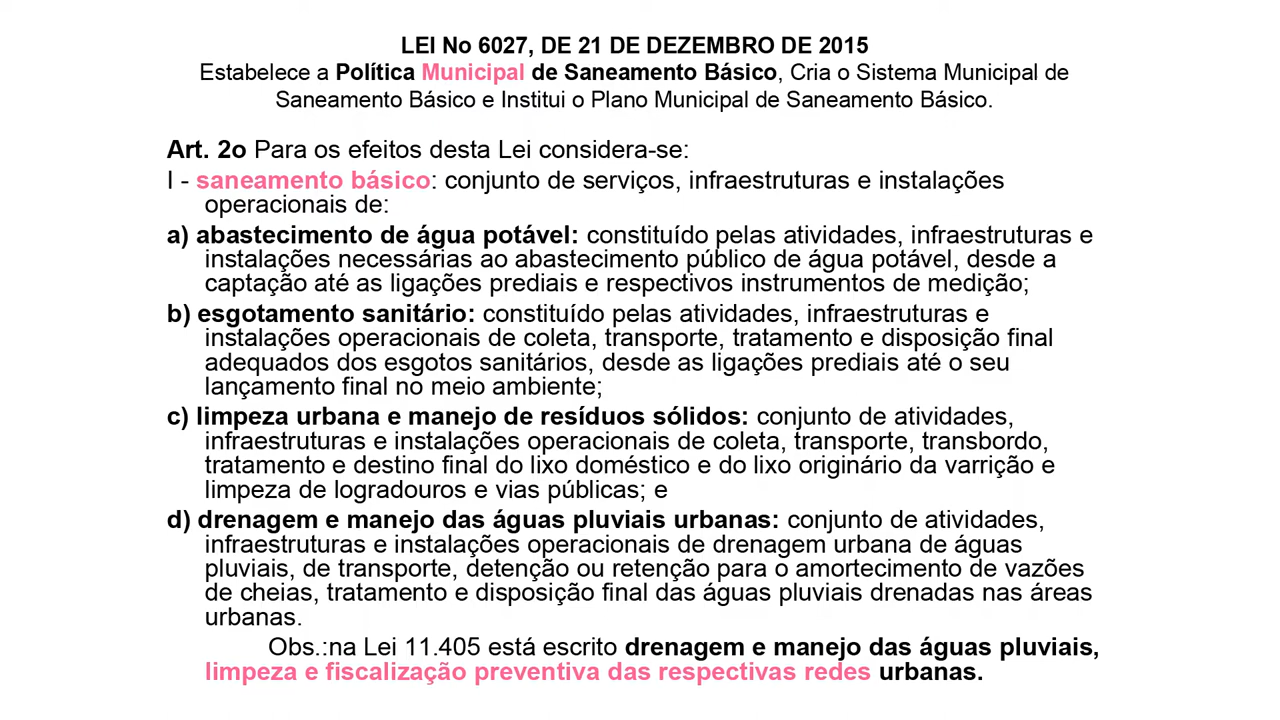 LEI No 6027, DE 21 DE DEZEMBRO DE 2015
Estabelece a Política Municipal de Saneamento Básico, Cria o Sistema Municipal de
Saneamento Básico e Institui o Plano Municipal de Saneamento Básico.
Art. 2o Para os efeitos desta Lei considera-se:
I - saneamento básico: conjunto de serviços, infraestruturas e instalações
operacionais de:
a) abastecimento de água potável: constituído pelas atividades, infraestruturas e
instalações necessárias ao abastecimento público de água potável, desde a
captação até as ligações prediais e respectivos instrumentos de medição;
b) esgotamento sanitário: constituído pelas atividades, infraestruturas e
instalações operacionais de coleta, transporte, tratamento e disposição final
adequados dos esgotos sanitários, desde as ligações prediais até o seu
lançamento final no meio ambiente;
c) limpeza urbana e manejo de resíduos sólidos: conjunto de atividades,
infraestruturas e instalações operacionais de coleta, transporte, transbordo,
tratamento e destino final do lixo doméstico e do lixo originário da varrição e
limpeza de logradouros e vias públicas; e
d) drenagem e manejo das águas pluviais urbanas: conjunto de atividades,
infraestruturas e instalações operacionais de drenagem urbana de águas
pluviais, de transporte, detenção ou retenção para o amortecimento de vazões
de cheias, tratamento e disposição final das águas pluviais drenadas nas áreas
urbanas.
Obs.:na Lei 11.405 está escrito drenagem e manejo das águas pluviais,
limpeza e fiscalização preventiva das respectivas redes urbanas.